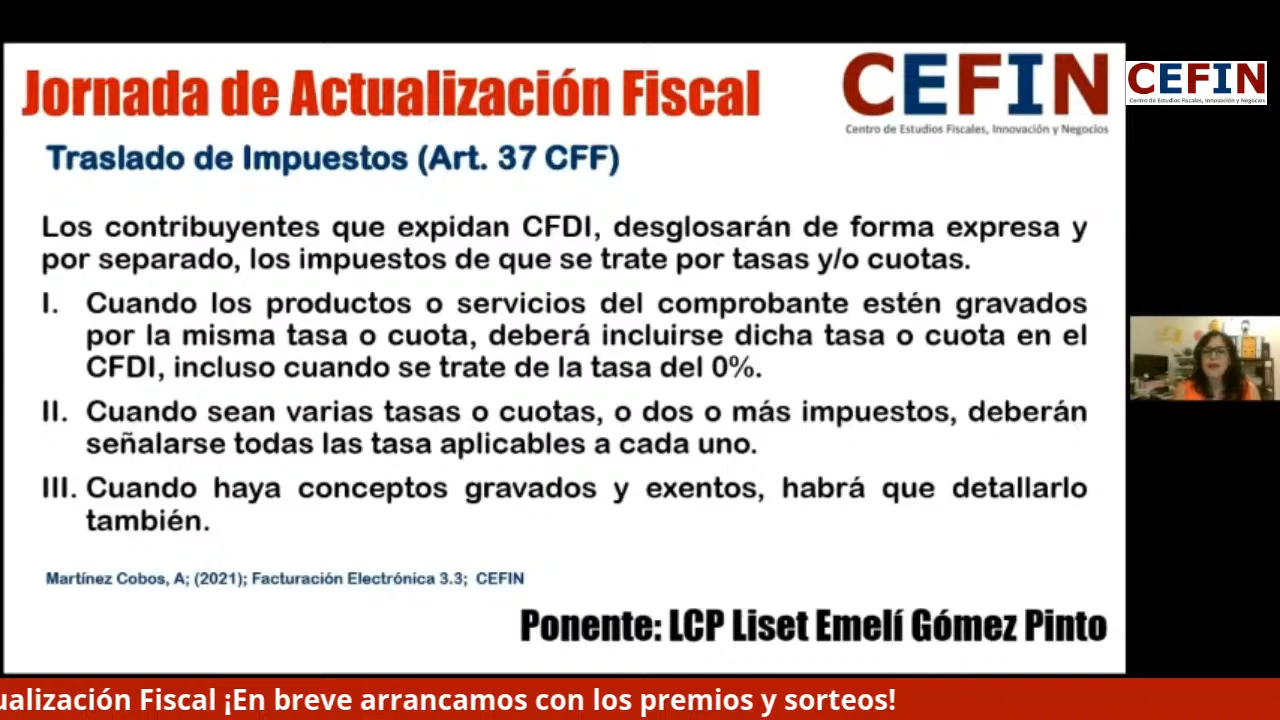 Jornada de Actualización Fiscal
CEFIN
Centro de Estudios Fiscales, Innovación y Negocios
CEFIN
Centro de Estudios Fiscales, Innovación y Negocios
Traslado de Impuestos (Art. 37 CFF)
Los contribuyentes que expidan CFDI, desglosarán de forma expresa y
por separado, los impuestos de que se trate por tasas y/o cuotas.
I. Cuando los productos o servicios del comprobante estén gravados
por la misma tasa o cuota, deberá incluirse dicha tasa o cuota en el
CFDI, incluso cuando se trate de la tasa del 0%.
II. Cuando sean varias tasas o cuotas, o dos o más impuestos, deberán
señalarse todas las tasa aplicables a cada uno.
III. Cuando haya conceptos gravados y exentos, habrá que detallarlo
también.
Martínez Cobos, A; (2021); Facturación Electrónica 3.3; CEFIN
Ponente: LCP Liset Emelí Gómez Pinto
ualización Fiscal ¡En breve arrancamos con los premios y sorteos!